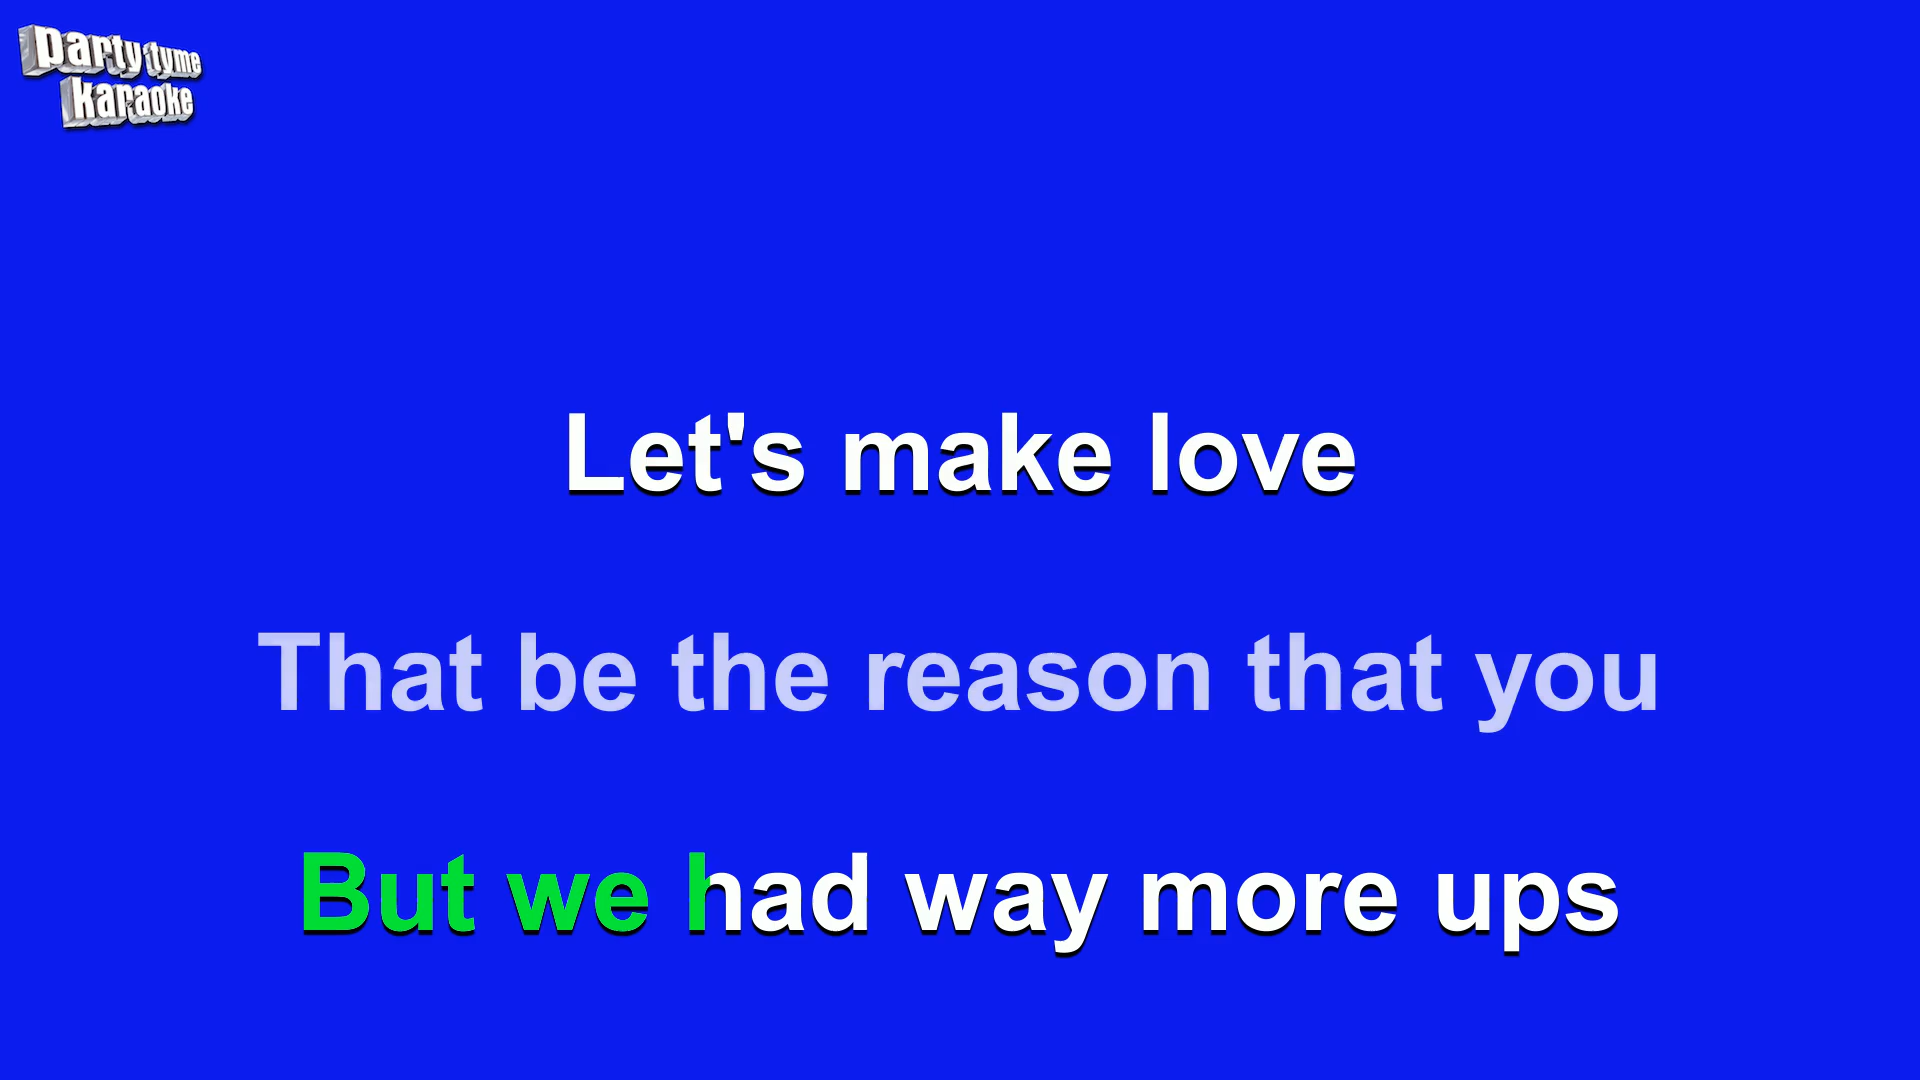 party tyme
karaoke
Let's make love
That be the reason that you
But we had way more ups